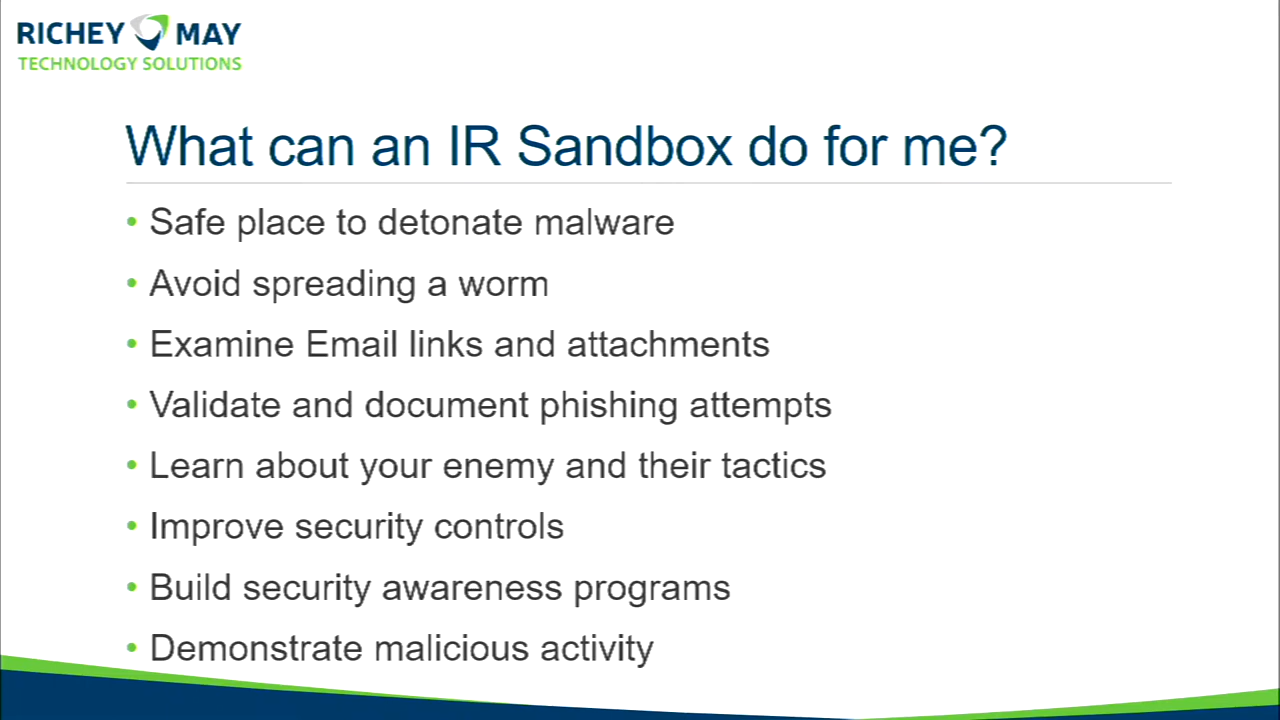 RICHEY MAY
TECHNOLOGY SOLUTIONS
What can an IR Sandbox do for me?
• Safe place to detonate malware
• Avoid spreading a worm
• Examine Email links and attachments
• Validate and document phishing attempts
• Learn about your enemy and their tactics
• Improve security controls
• Build security awareness programs
• Demonstrate malicious activity